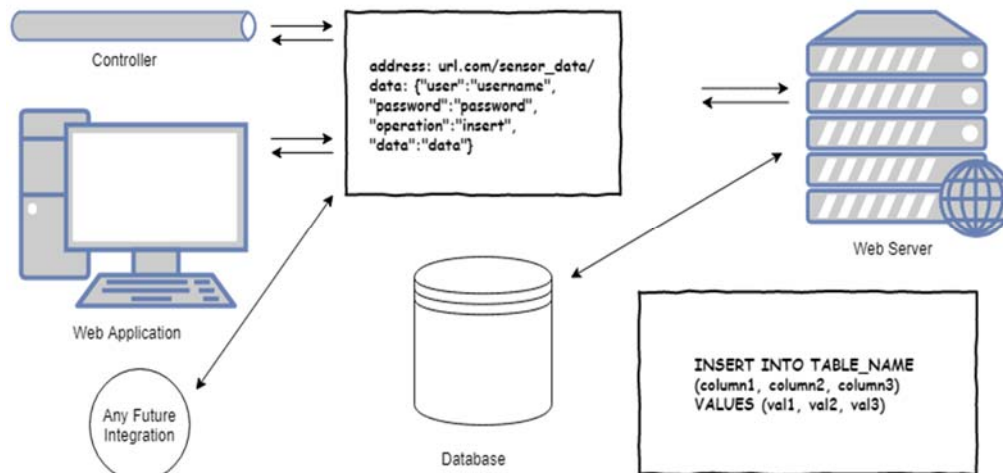 Controller
address: url.com/sensor_data/
data: {"user":"username",
"password":"password",
"operation":"insert",
"data":"data"}
Web Server
Web Application
Any Future
Integration
Database
INSERT INTO TABLE_NAME
(column1, column2, column3)
VALUES (val1, val2, val3)